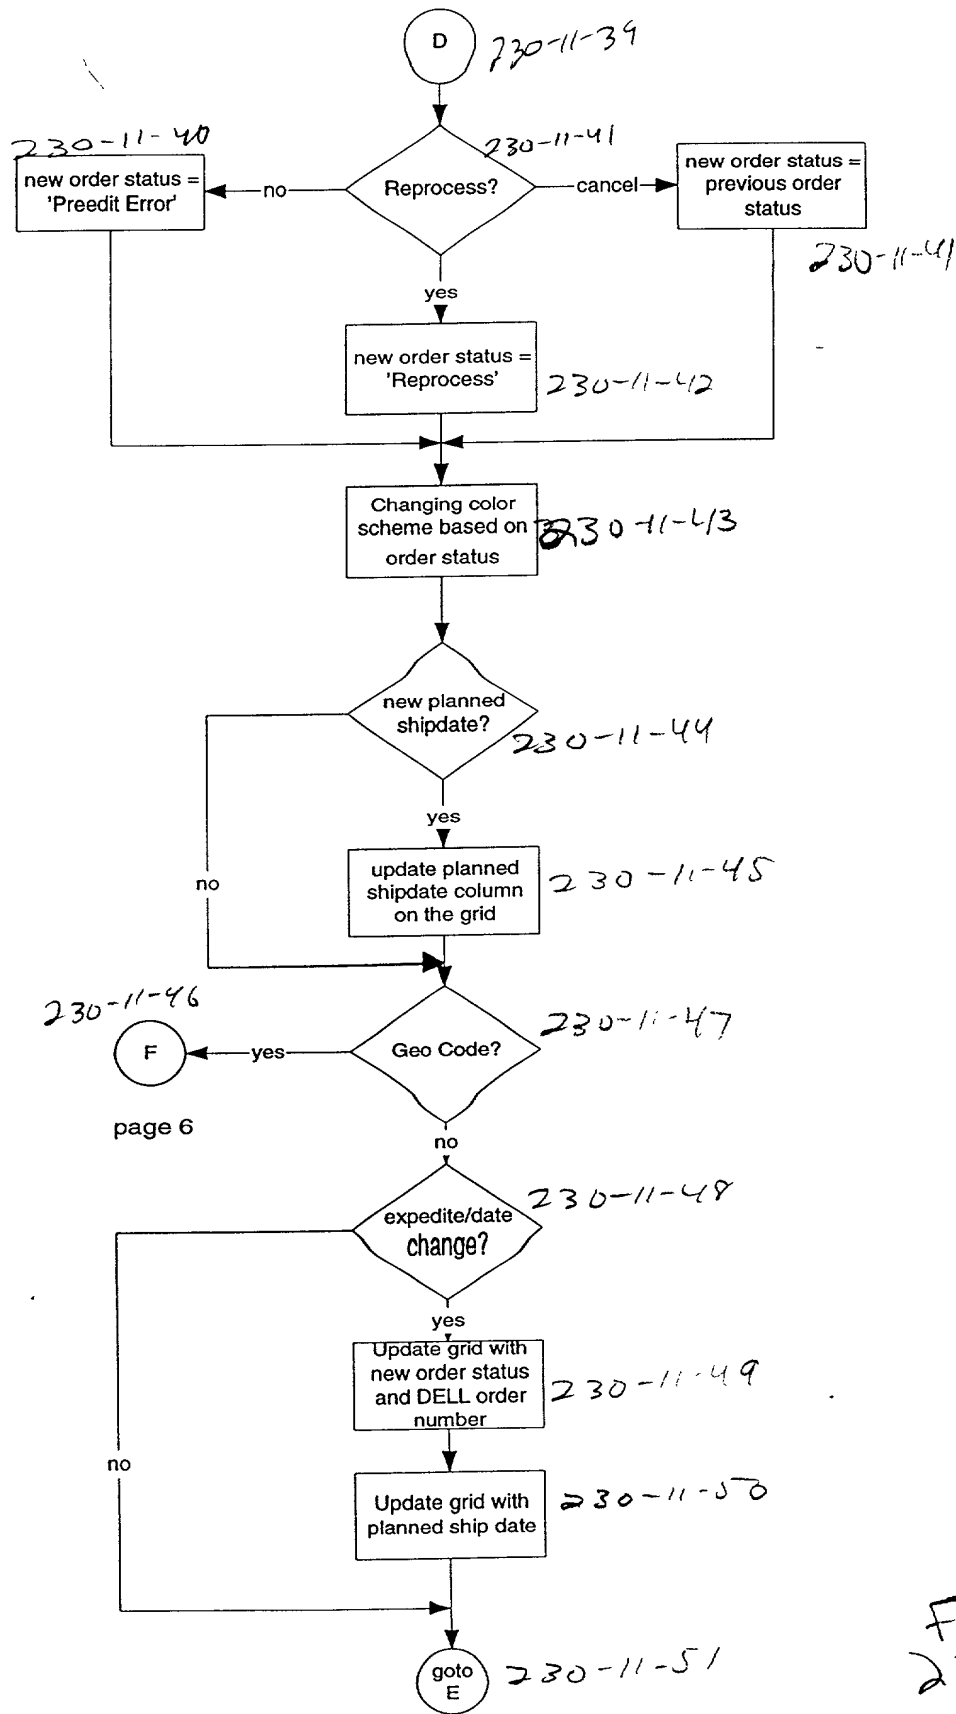 D
230-11-39
230-11-40
230-11-41
new order status =
'Preedit Error'
no
Reprocess?
cancel
new order status =
previous order
status
230-11-41
yes
new order status =
'Reprocess'
230-11-42
Changing color
scheme based on
order status
230-11-43
new planned
shipdate?
230-11-44
yes
no
update planned
shipdate column
on the grid
230-11-45
230-11-46
F
yes
Geo Code?
230-11-47
page 6
no
expedite/date
change?
230-11-48
yes
Update grid with
new order status
and DELL order
number
230-11-49
no
Update grid with
planned ship date
230-11-50
goto
E
230-11-51
F
2